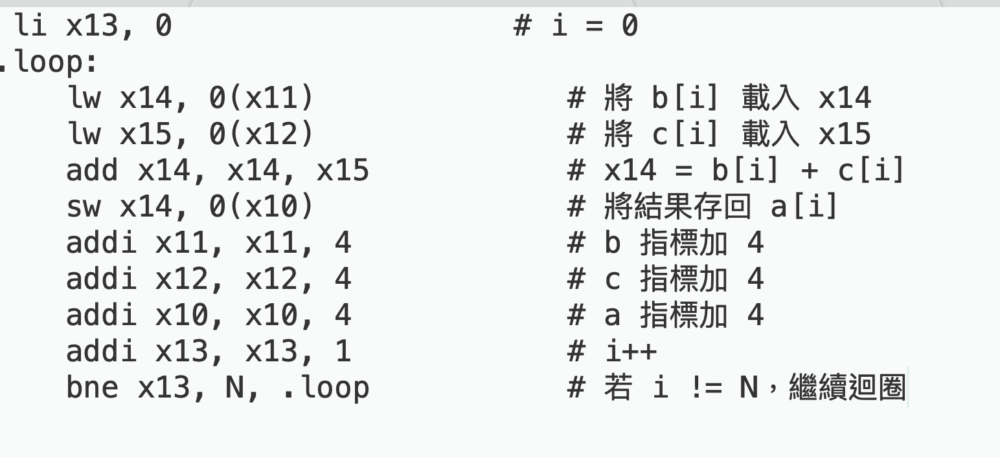 li x13, 0 # i = 0
.loop:
lw x14, 0(x11) # 將 b[i] 載入 x14
lw x15, 0(x12) # 將 c[i] 載入 x15
add x14, x14, x15 # x14 = b[i] + c[i]
sw x14, 0(x10) # 將結果存回 a[i]
addi x11, x11, 4 # b 指標加 4
addi x12, x12, 4 # c 指標加 4
addi x10, x10, 4 # a 指標加 4
addi x13, x13, 1 # i++
bne x13, N, .loop # 若 i != N，繼續迴圈